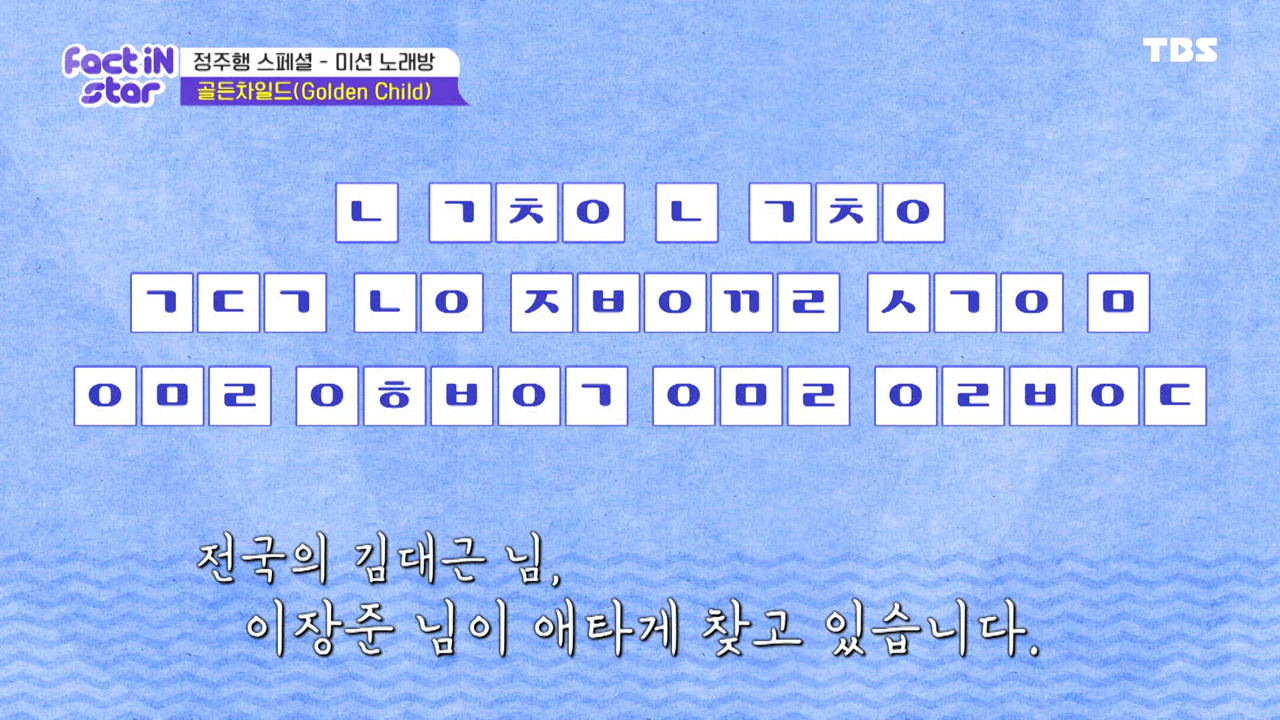 Fact iN
star
정주행 스페셜 - 미션 노래방
골든차일드(Golden Child)
TBS
ㄴ ㄱㅊㅇ ㄴ ㄱㅊㅇ
ㄱㄷㄱ ㄴㅇ ㅈㅂㅇㄲㄹ ㅅㄱㅇ ㅁ
ㅇㅁㄹ ㅇㅎㅂㅇㄱ ㅇㅁㄹ ㅇㄹㅂㅇㄷ
전국의 김대근 님,
이장준 님이 애타게 찾고 있습니다.